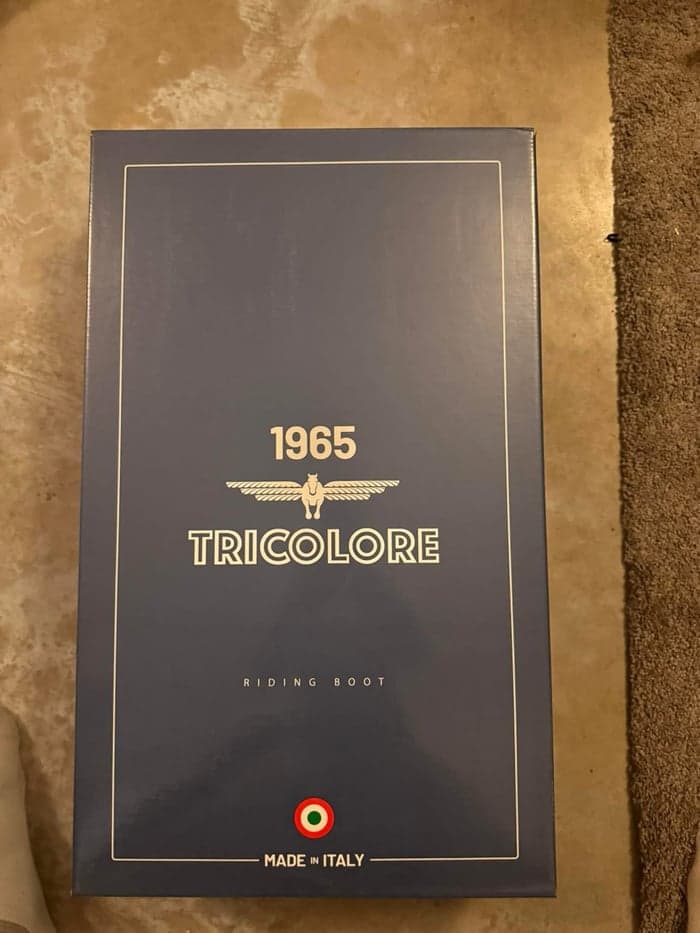 1965
TRICOLORE
RIDING BOOT
MADE IN ITALY